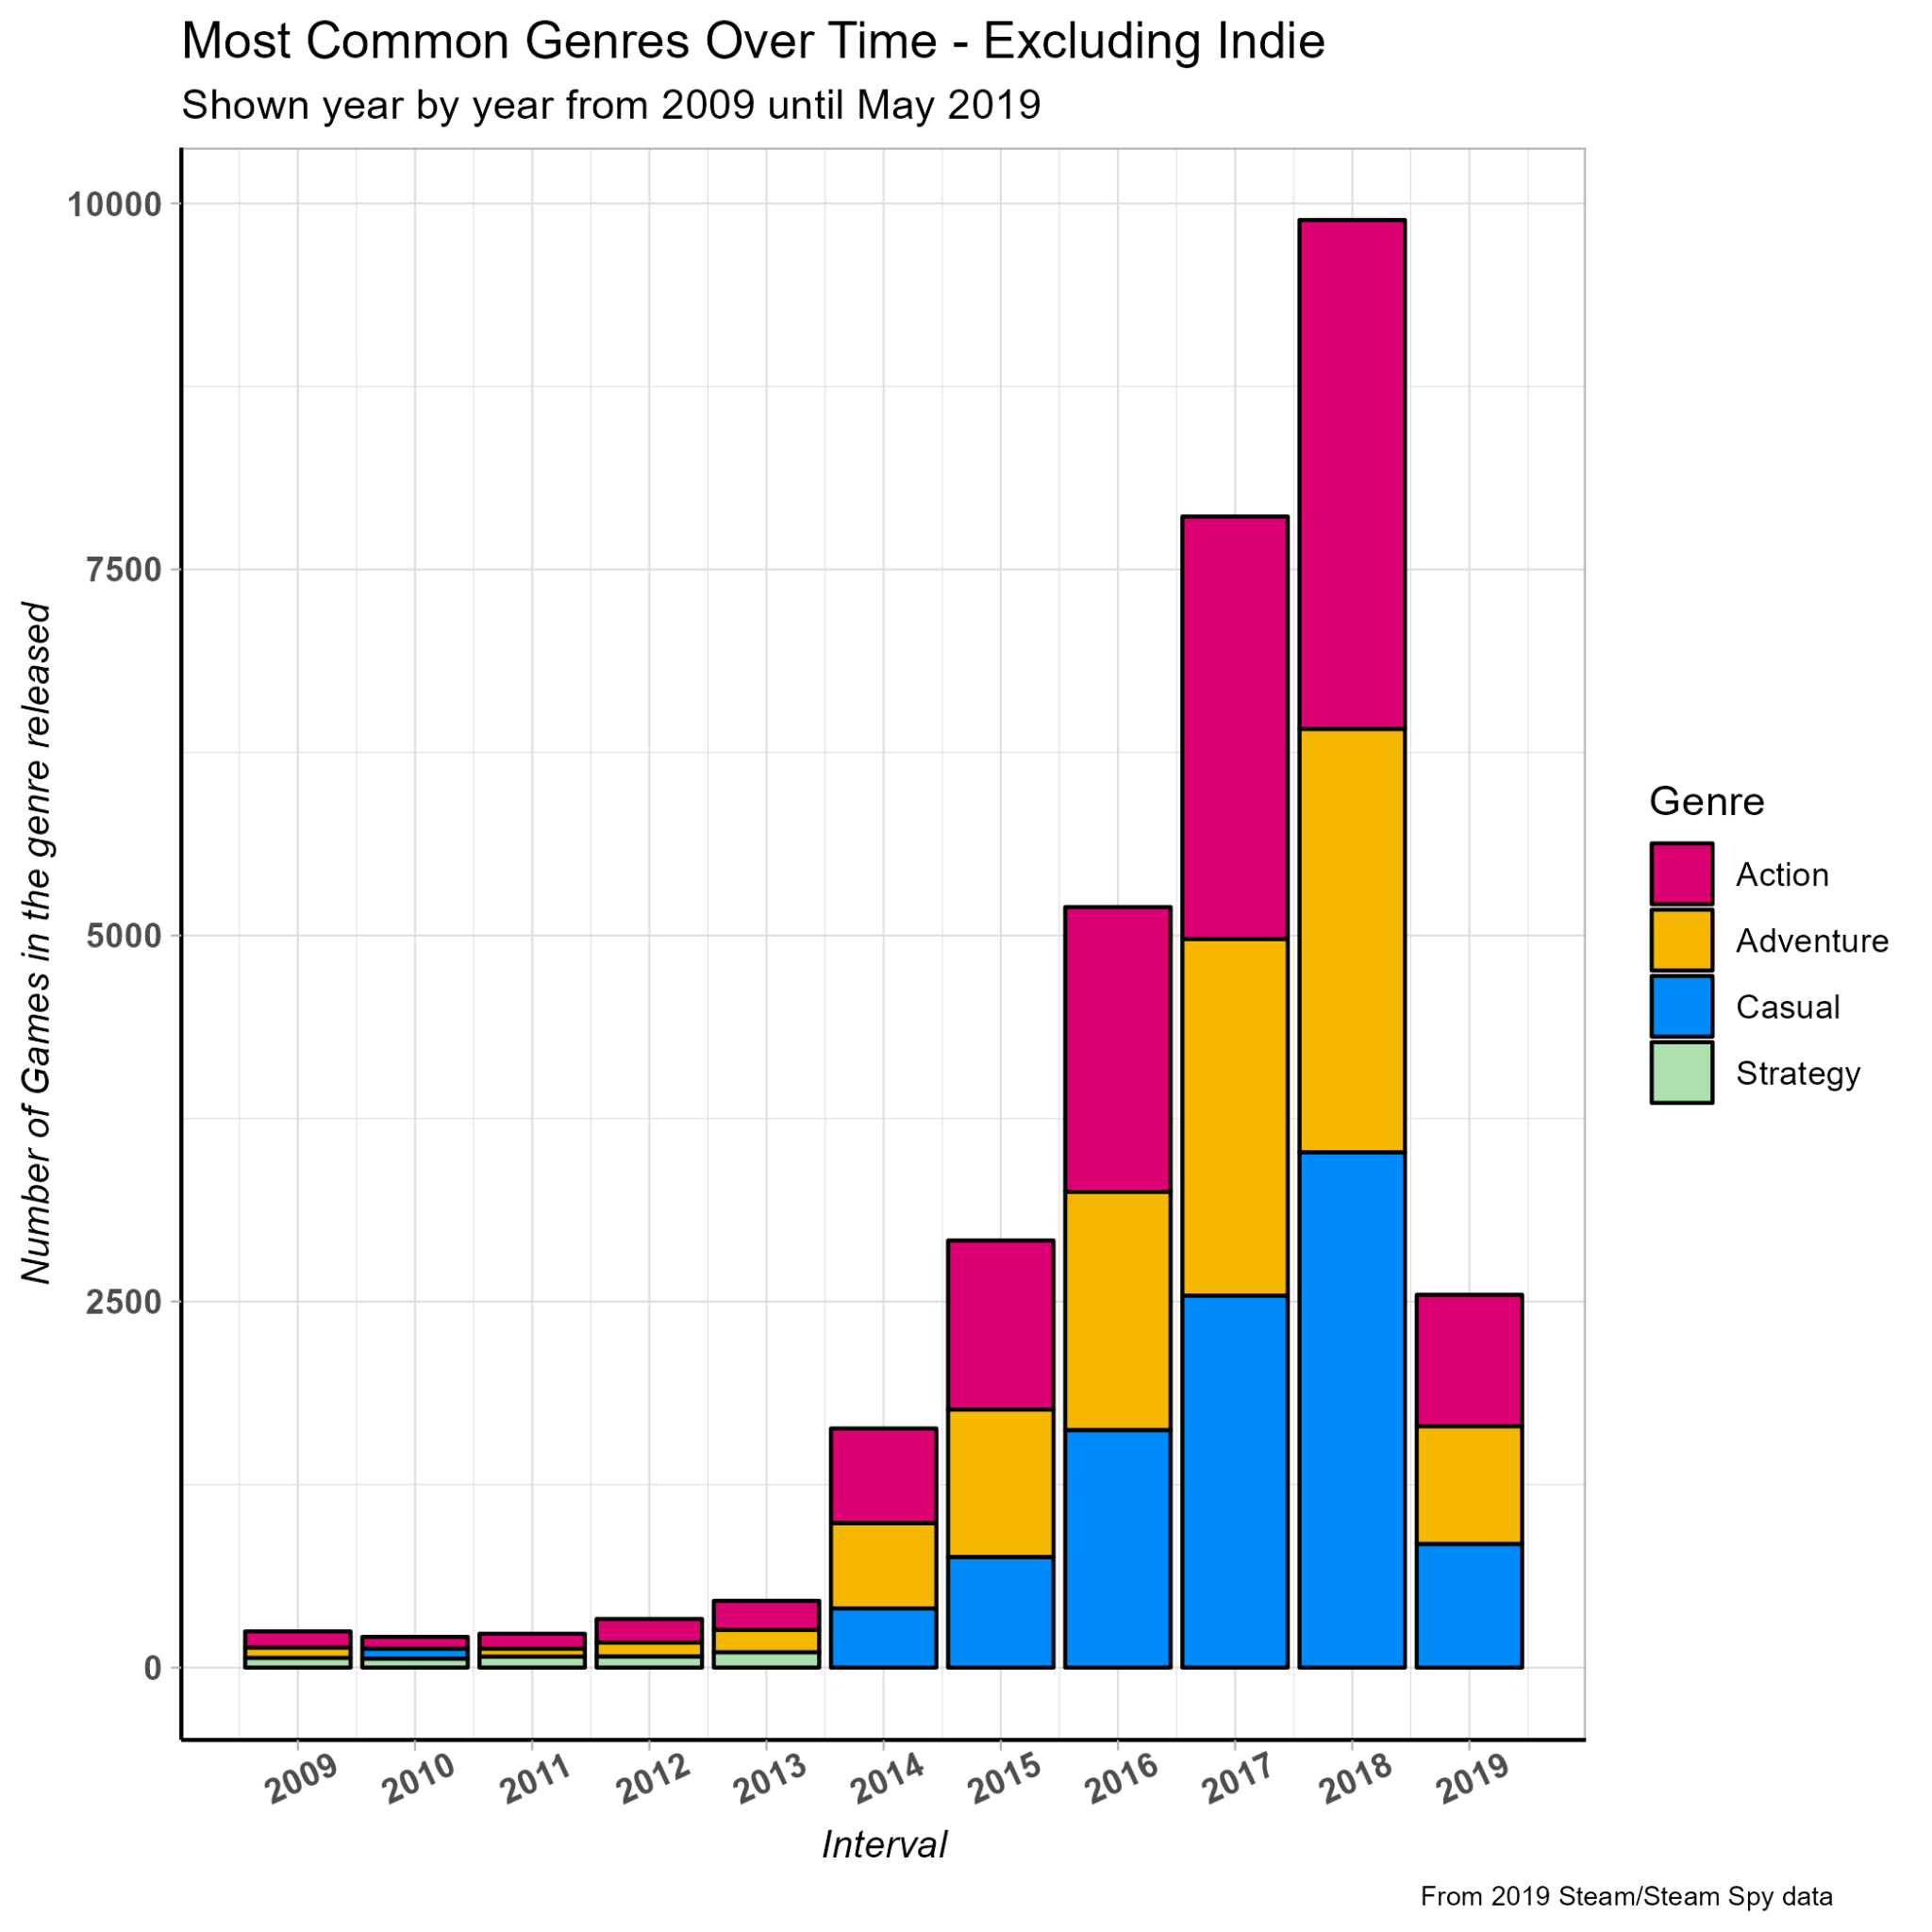 Most Common Genres Over Time - Excluding Indie
Shown year by year from 2009 until May 2019
10000
7500
5000
2500
0
Number of Games in the genre released
2009
2010
2011
2012
2013
2014
2015
2016
2017
2018
2019
Interval
Genre
Action
Adventure
Casual
Strategy
From 2019 Steam/Steam Spy data